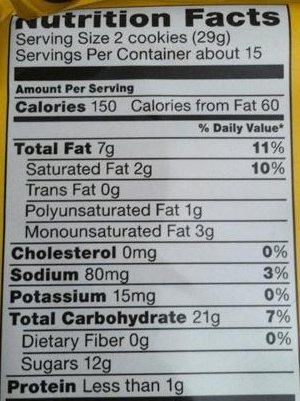 Nutrition Facts
Serving Size 2 cookies (29g)
Servings Per Container about 15
Amount Per Serving
Calories 150 Calories from Fat 60
% Daily Value*
Total Fat 7g 11%
Saturated Fat 2g 10%
Trans Fat 0g
Polyunsaturated Fat 1g
Monounsaturated Fat 3g
Cholesterol 0mg 0%
Sodium 80mg 3%
Potassium 15mg 0%
Total Carbohydrate 21g 7%
Dietary Fiber 0g 0%
Sugars 12g
Protein Less than 1g